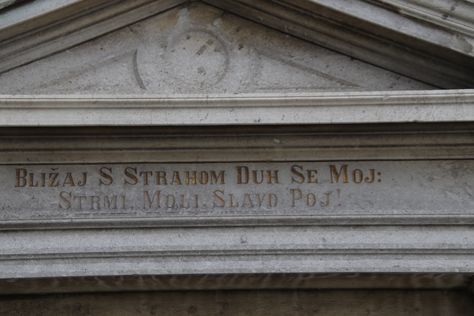 BLIŽAJ S STRAHOM DUH SE MOJ:
STRMI, MOLI, SLAVO POJ!